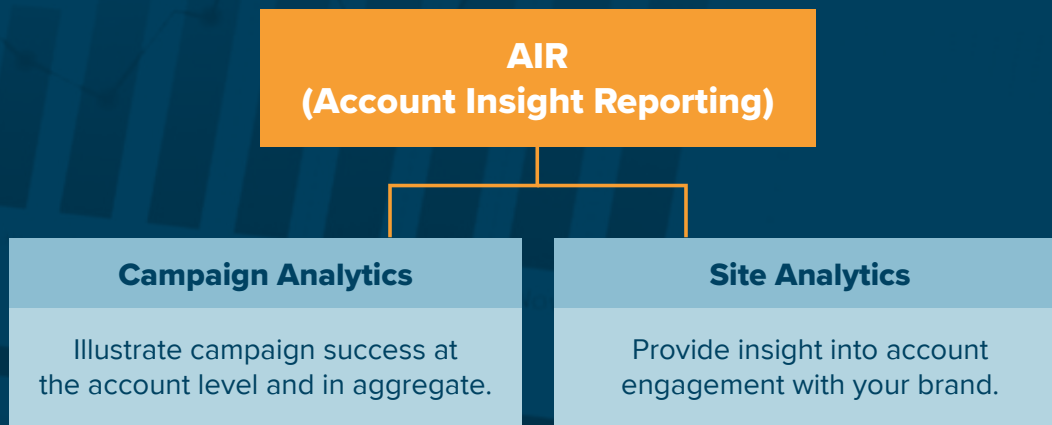 AIR
(Account Insight Reporting)
Campaign Analytics
Illustrate campaign success at
the account level and in aggregate.
Site Analytics
Provide insight into account
engagement with your brand.